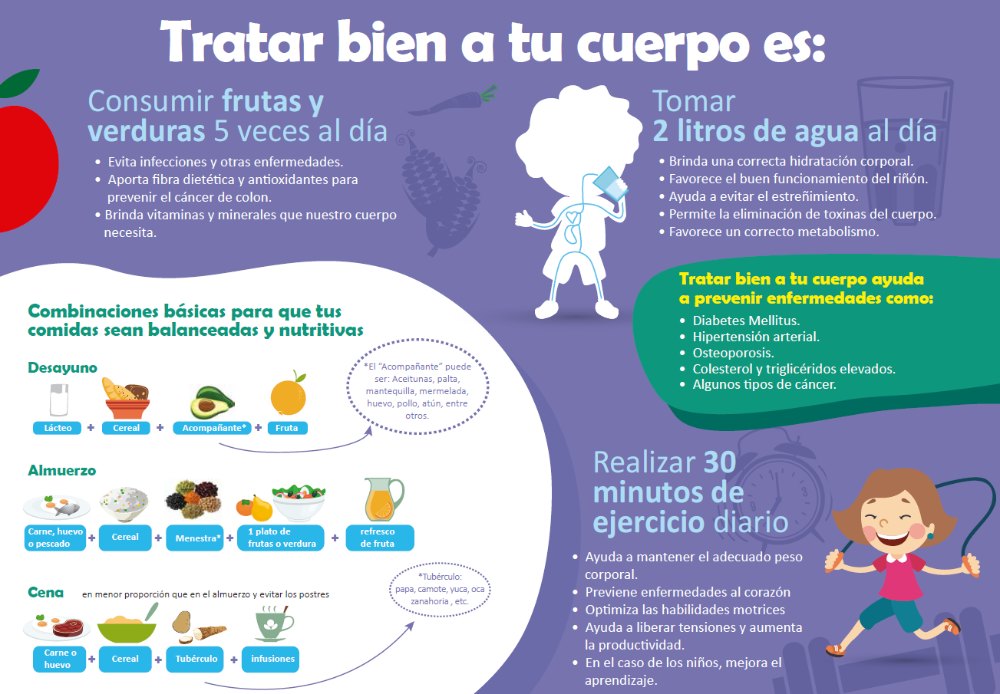 Tratar bien a tu cuerpo es:
Consumir frutas y
verduras 5 veces al día
• Evita infecciones y otras enfermedades.
• Aporta fibra dietética y antioxidantes para
prevenir el cáncer de colon.
• Brinda vitaminas y minerales que nuestro cuerpo
necesita.
Tomar
2 litros de agua al día
• Brinda una correcta hidratación corporal.
• Favorece el buen funcionamiento del riñón.
• Ayuda a evitar el estreñimiento.
• Permite la eliminación de toxinas del cuerpo.
• Favorece un correcto metabolismo.
Tratar bien a tu cuerpo ayuda
a prevenir enfermedades como:
• Diabetes Mellitus.
• Hipertensión arterial.
• Osteoporosis.
• Colesterol y triglicéridos elevados.
• Algunos tipos de cáncer.
Combinaciones básicas para que tus
comidas sean balanceadas y nutritivas
Desayuno
Lácteo + Cereal + Acompañante* + Fruta
*El “Acompañante” puede
ser: Aceitunas, palta,
mantequilla, mermelada,
huevo, pollo, atún, entre
otros.
Almuerzo
Carne, huevo
o pescado
+ Cereal + Menestra* +
1 plato de
frutas o verdura
+
refresco
de fruta
Cena en menor proporción que en el almuerzo y evitar los postres
Carne o
huevo
+ Cereal + Tubérculo + infusiones
*Tubérculo:
papa, camote, yuca, oca
zanahoria , etc.
Realizar 30
minutos de
ejercicio diario
• Ayuda a mantener el adecuado peso
corporal.
• Previene enfermedades al corazón
• Optimiza las habilidades motrices
• Ayuda a liberar tensiones y aumenta
la productividad.
• En el caso de los niños, mejora el
aprendizaje.